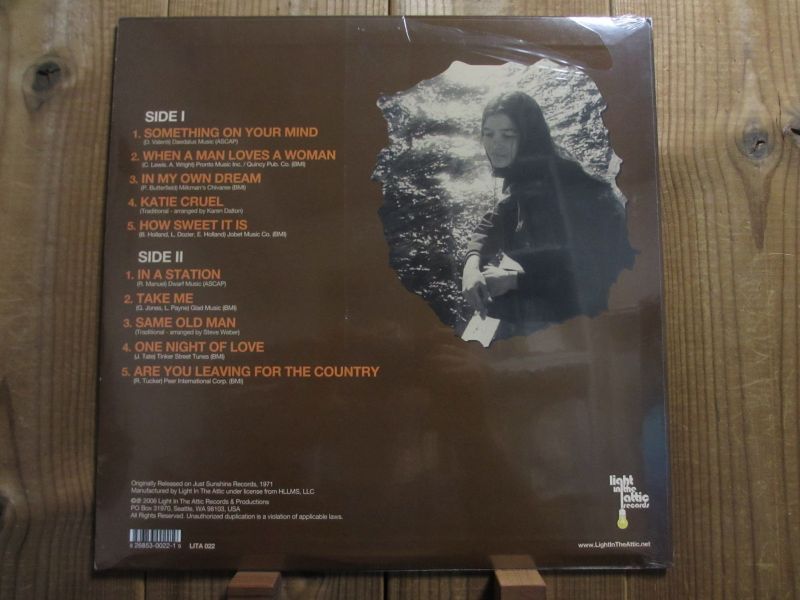 SIDE I
1. SOMETHING ON YOUR MIND
(D. Valenti) Daedalus Music (ASCAP)
2. WHEN A MAN LOVES A WOMAN
(C. Lewis, A. Wright) Pronto Music Inc. / Quincy Pub. Co. (BMI)
3. IN MY OWN DREAM
(P. Butterfield) Milkman's Chivaree (BMI)
4. KATIE CRUEL
(Traditional - arranged by Karen Dalton)
5. HOW SWEET IT IS
(B. Holland, L. Dozier, E. Holland) Jobet Music Co. (BMI)
SIDE II
1. IN A STATION
(R. Manuel) Dwarf Music (ASCAP)
2. TAKE ME
(G. Jones, L. Payne) Glad Music (BMI)
3. SAME OLD MAN
(Traditional - arranged by Steve Weber)
4. ONE NIGHT OF LOVE
(J. Tate) Tinker Street Tunes (BMI)
5. ARE YOU LEAVING FOR THE COUNTRY
(R. Tucker) Peer International Corp. (BMI)
Originally Released on Just Sunshine Records, 1971
Manufactured by Light In The Attic under license from HLLMS, LLC
©℗ 2006 Light In The Attic Records & Productions
PO Box 31970, Seattle, WA 98103, USA
All Rights Reserved. Unauthorized duplication is a violation of applicable laws.
8 26853-0022-1 9
LITA 022
light
in the
attic
records
www.LightInTheAttic.net